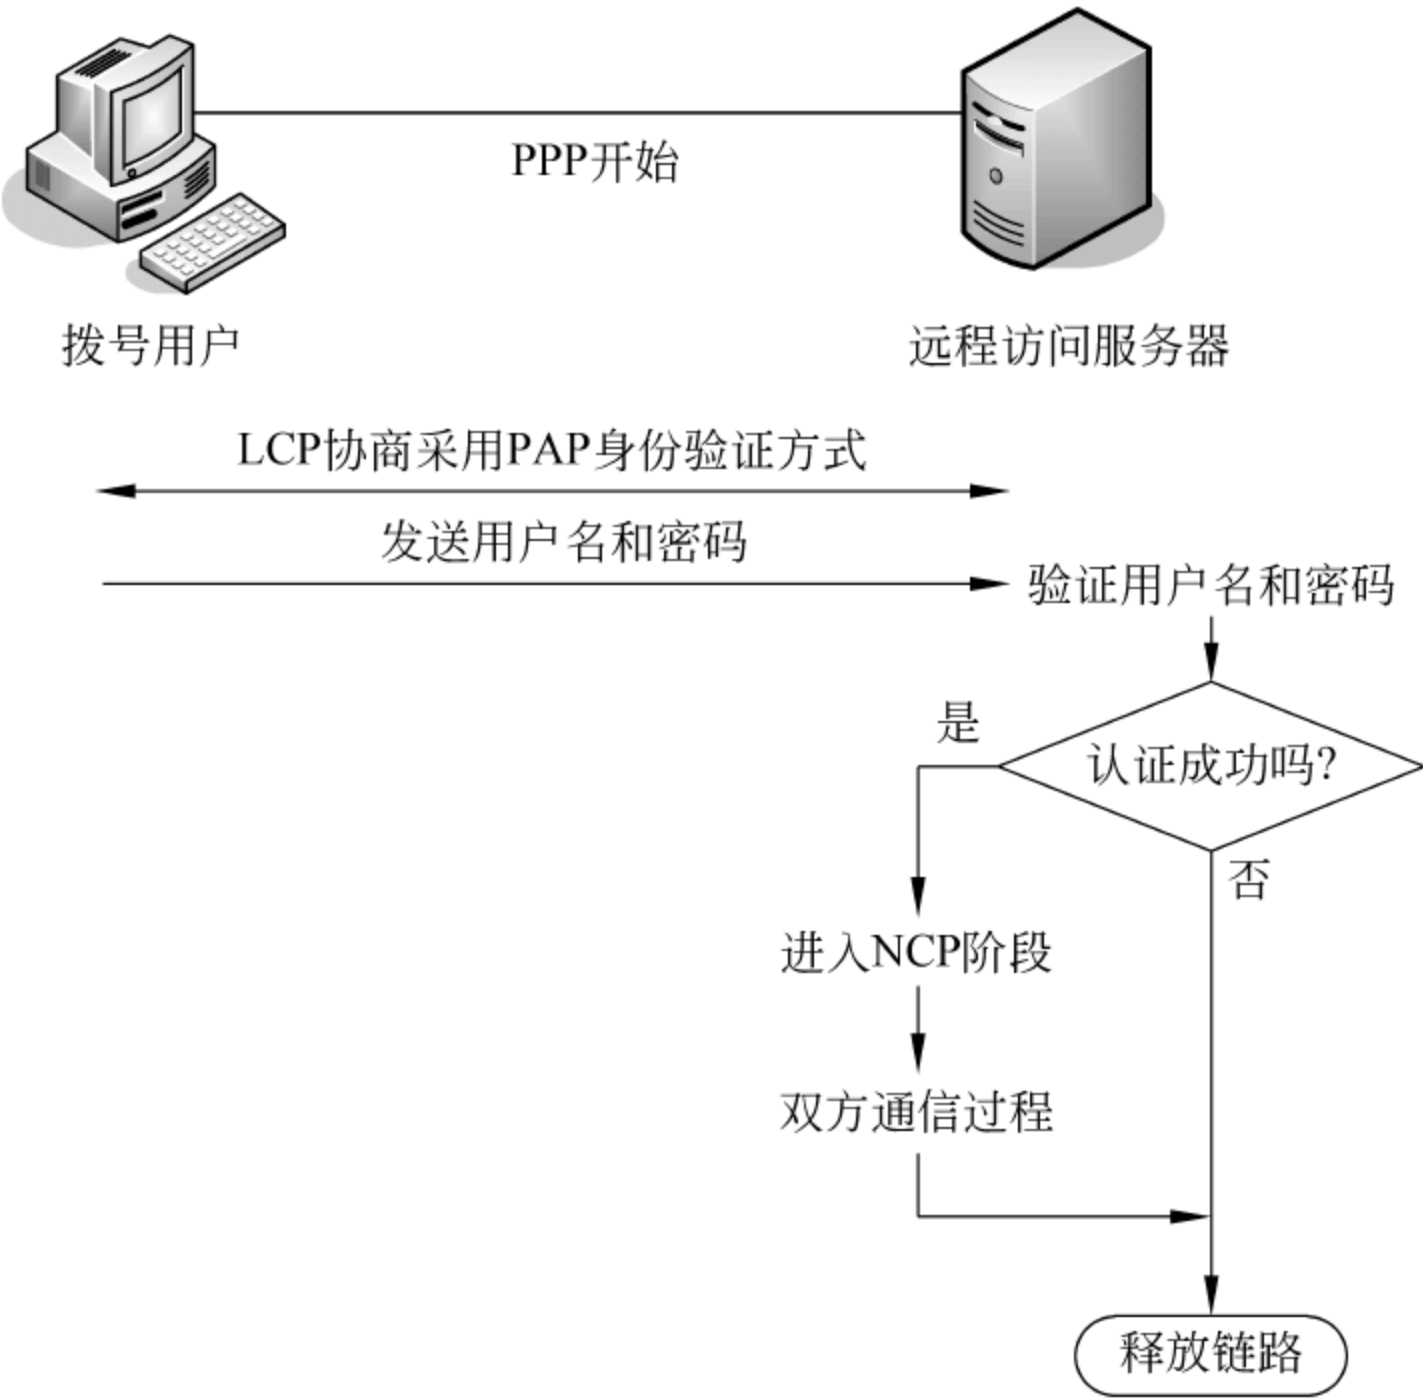 PPP开始
拨号用户
远程访问服务器
LCP协商采用PAP身份验证方式
发送用户名和密码
验证用户名和密码
是
认证成功吗?
否
进入NCP阶段
双方通信过程
释放链路